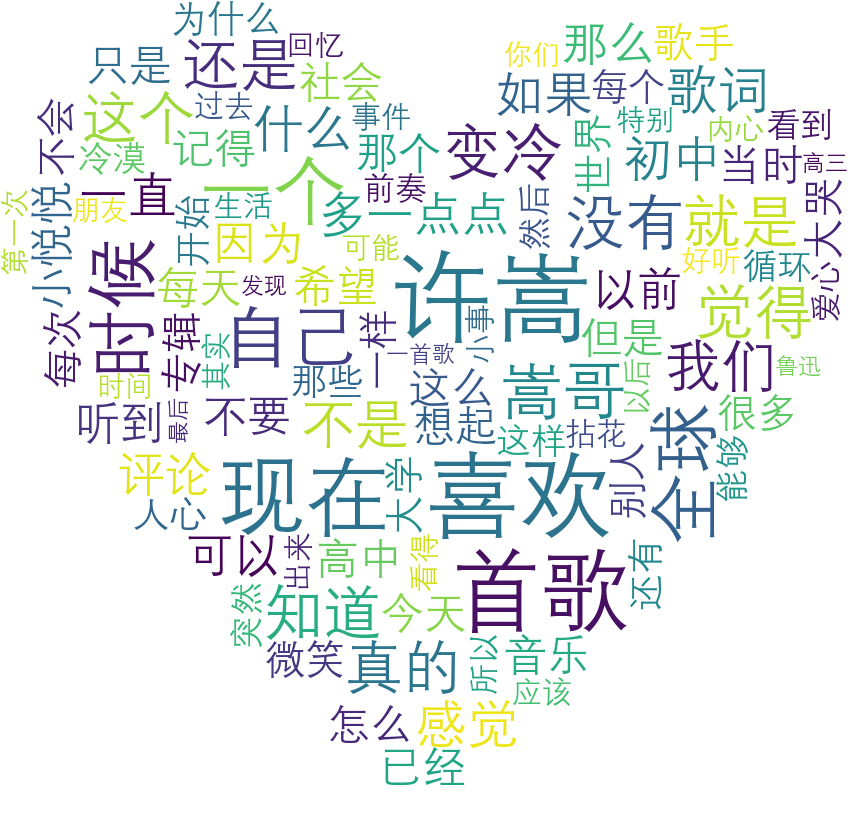 为什么
回忆
只是
还是
社会
你们
那么
歌手
如果
每个
歌词
这个
过去
什么
事件
不会
冷漠
记得
那个
变冷
世界
特别
内心
看到
初中
当时
高三
一直
一个
前奏
第一次
小悦悦
朋友
开始
生活
多一点点
然后
没有
就是
大哭
因为
可能
好听
循环
爱心
时候
每天
发现
希望
许嵩
以前
觉得
每次
专辑
其实
自己
一样
小事
但是
我们
时间
那些
一首歌
这么
嵩哥
以后
鲁迅
很多
听到
最后
不要
不是
想起
这样
拈花
全球
能够
评论
人心
现在
大学
喜欢
别人
可以
出来
高中
看得
首歌
还有
突然
知道
今天
微笑
真的
所以
音乐
应该
怎么
感觉
已经